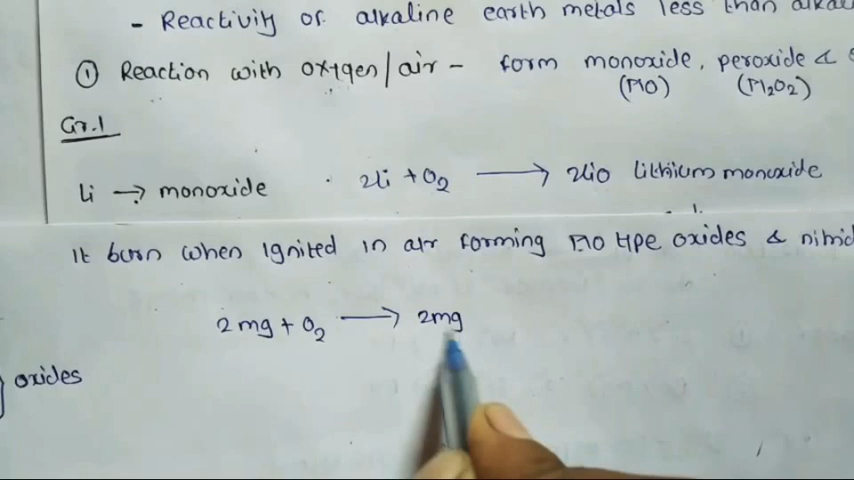 - Reactivity of alkaline earth metals less than
① Reaction with oxygen/air - form monoxide, peroxide &
(MO) (M2O2)
Gr.1
Li → monoxide 2Li + O2 → 2LiO Lithium monoxide
It burn when ignited in air forming MO type oxides &
2mg + O2 → 2mg
} oxides